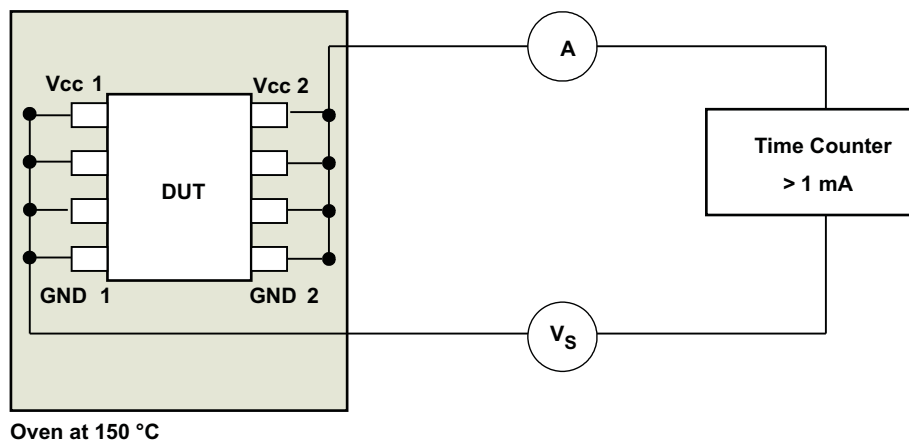 A
Vcc 1
Vcc 2
Time Counter
> 1 mA
DUT
GND 1
GND 2
VS
Oven at 150 °C